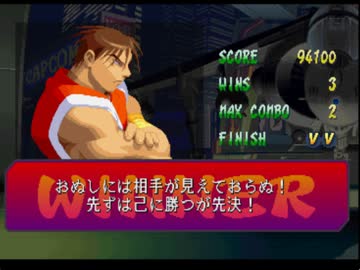 CAPCOM
SCORE 94100
WINS 3
MAX COMBO 2
FINISH V V
WINNER
おぬしには相手が見えておらぬ！
先ずは己に勝つが先決！